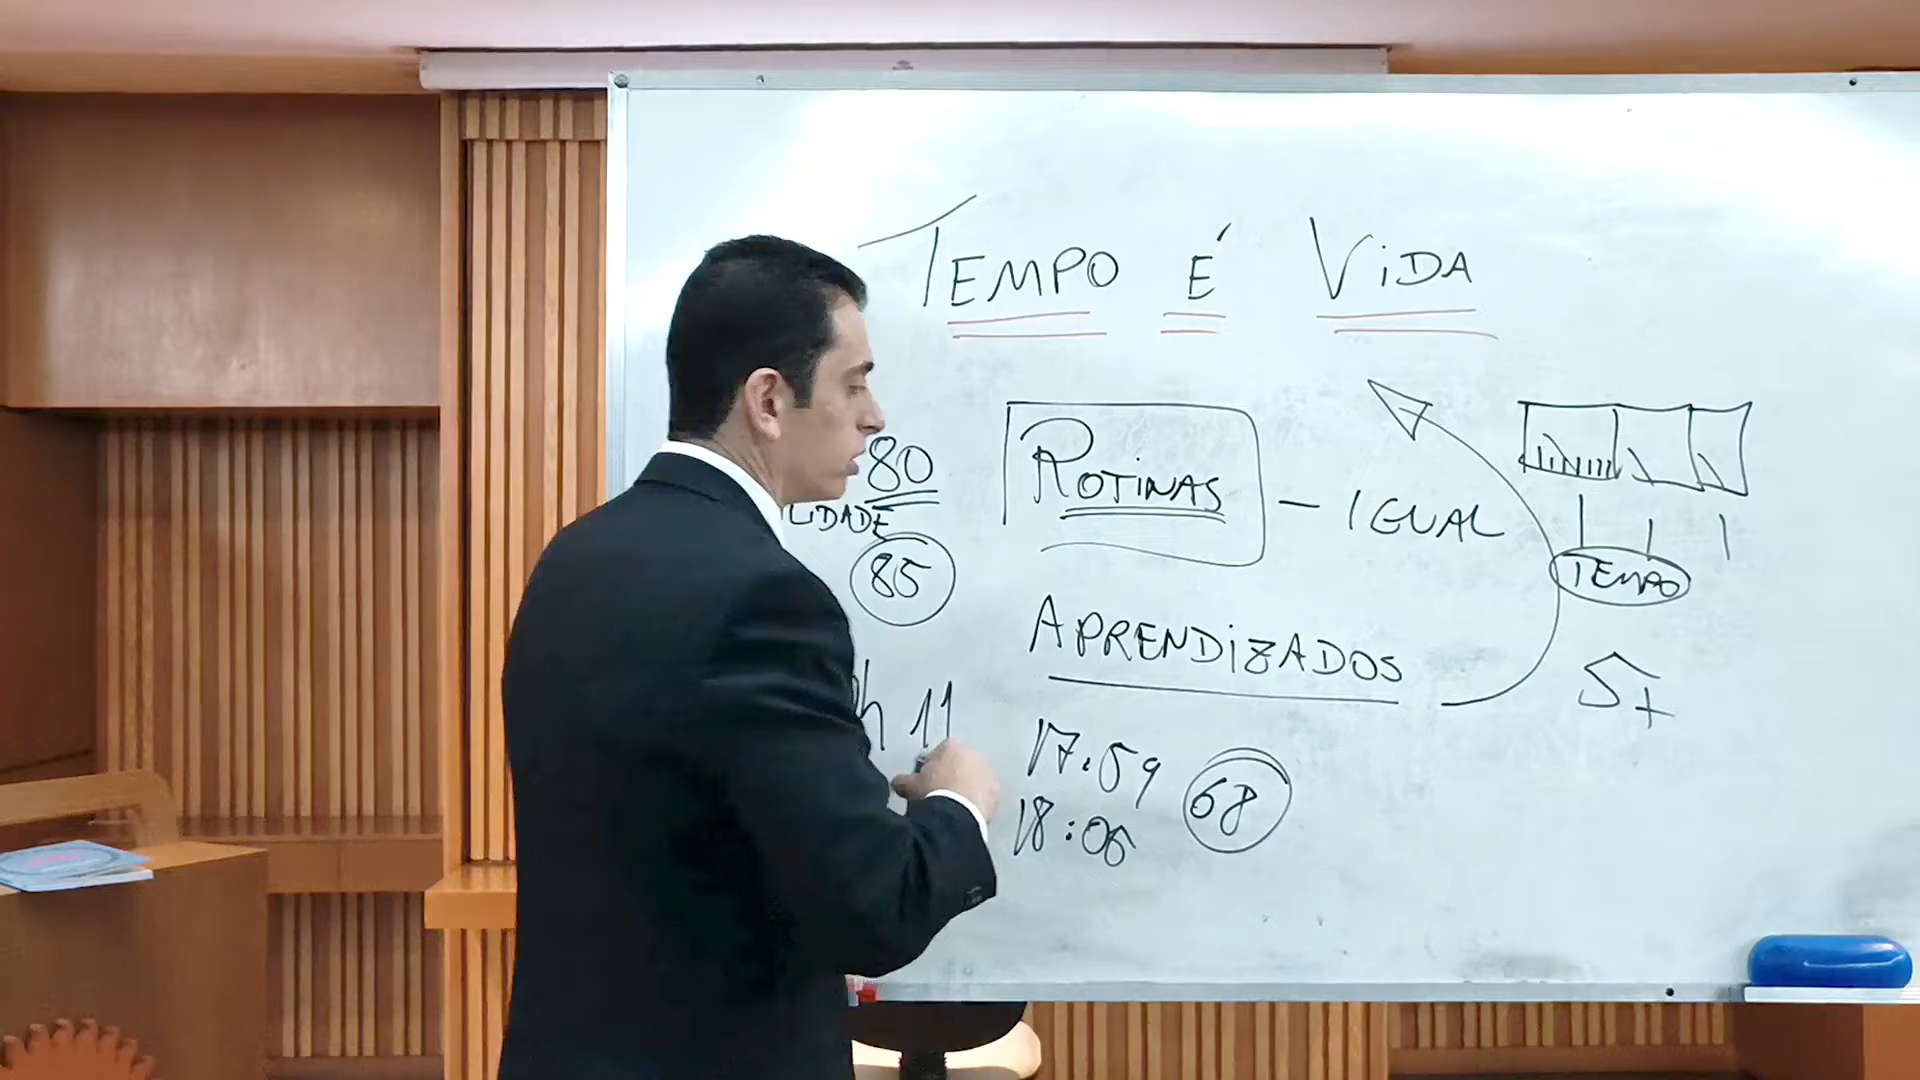 TEMPO É VIDA
80
ROTINAS - IGUAL
LIDADE
85
TEMPO
APRENDIZADOS
h 11
17:59
68
18:06